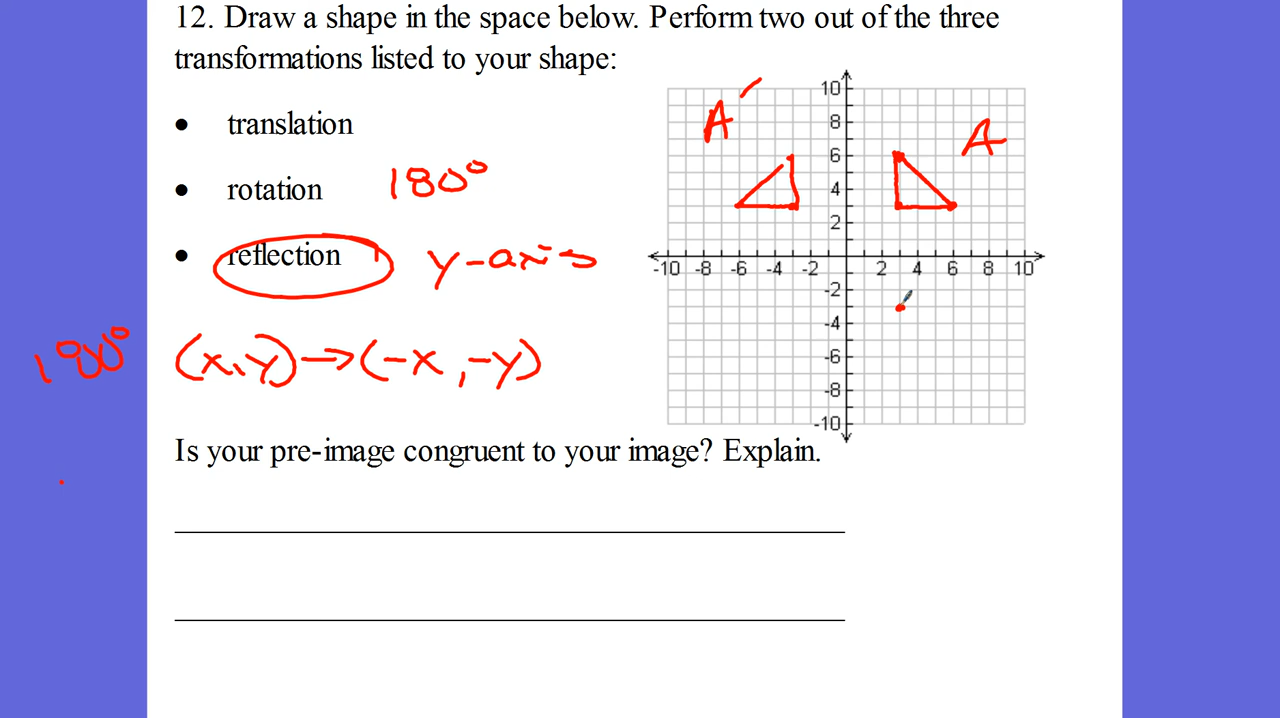 12. Draw a shape in the space below. Perform two out of the three
transformations listed to your shape:
• translation
• rotation 180°
• reflection y-axis
180° (x,y)→(-x,-y)
Is your pre-image congruent to your image? Explain.
A′
A
10
8
6
4
2
-10 -8 -6 -4 -2 2 4 6 8 10
-2
-4
-6
-8
-10